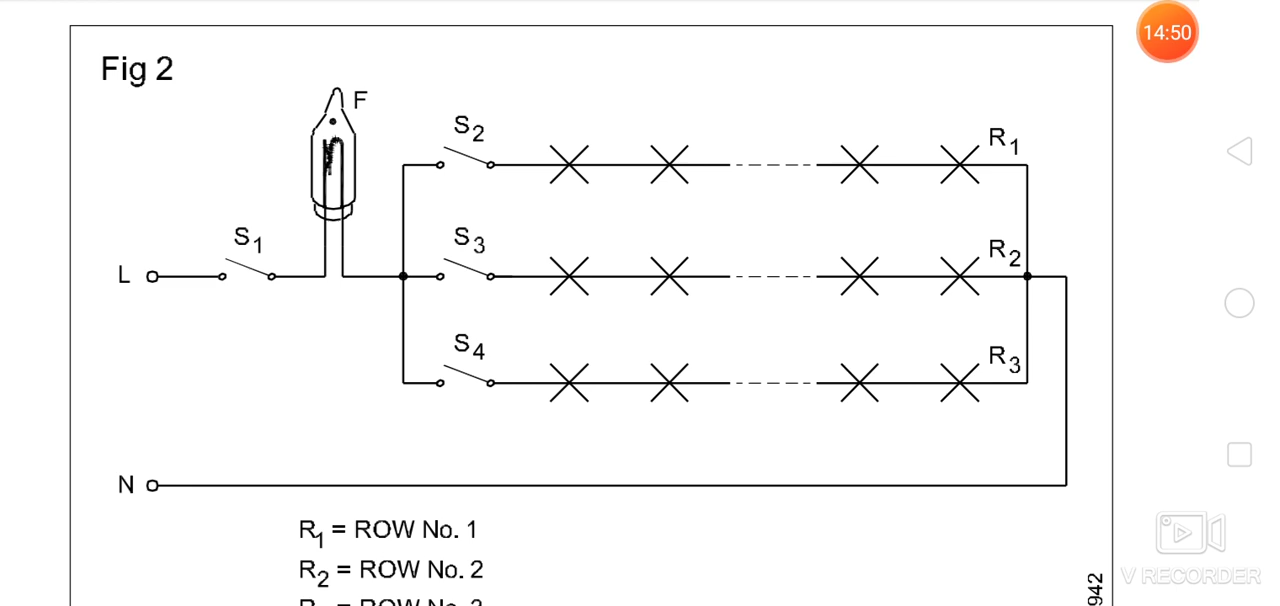 14:50
Fig 2
F
S2
R1
S1
S3
R2
L
S4
R3
N
R1 = ROW No. 1
R2 = ROW No. 2
942
V RECORDER